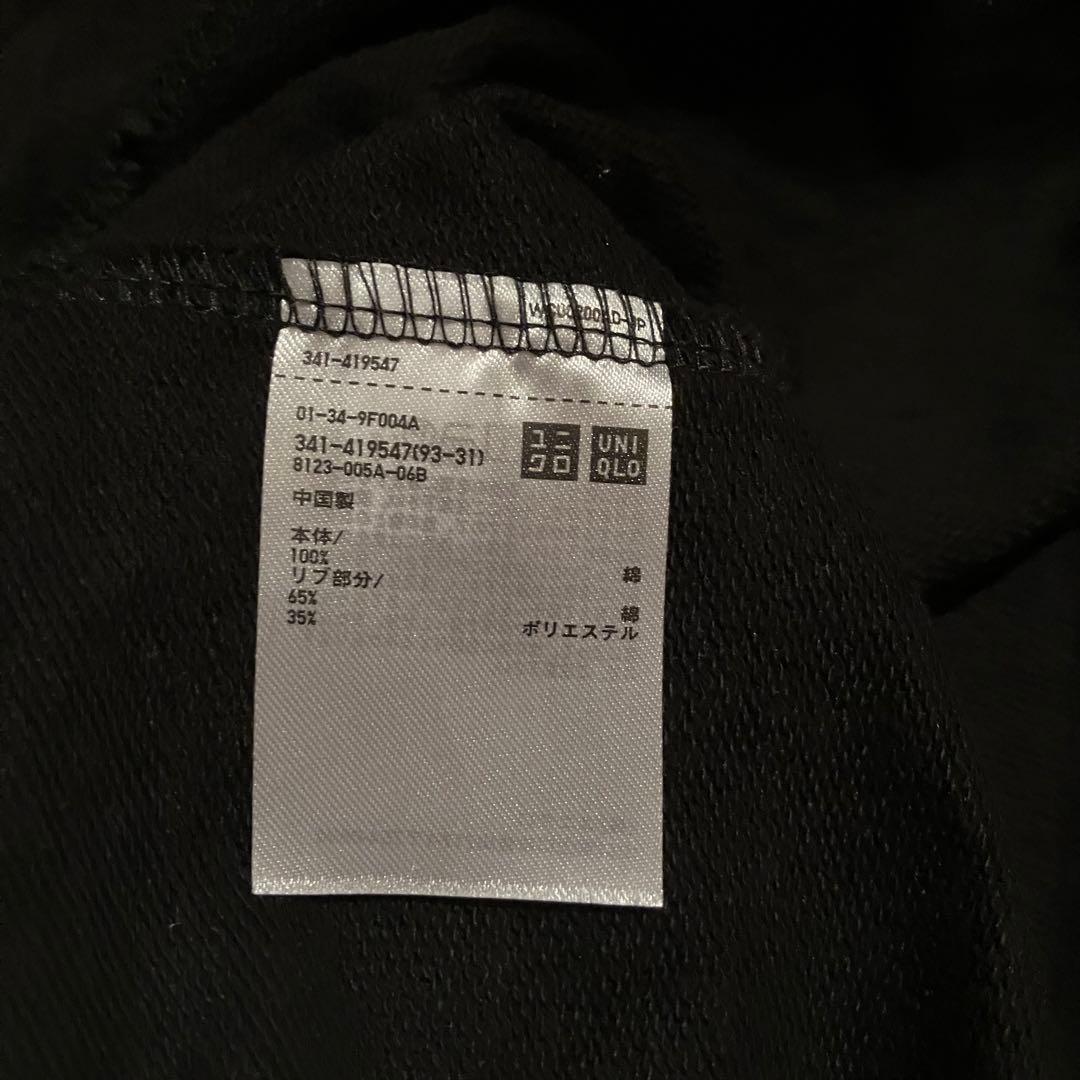 341-419547
01-34-9F004A
341-419547(93-31)
8123-005A-06B
ユニ
クロ
UNI
QLO
中国製
本体/
100% 綿
リブ部分/
65% 綿
35% ポリエステル